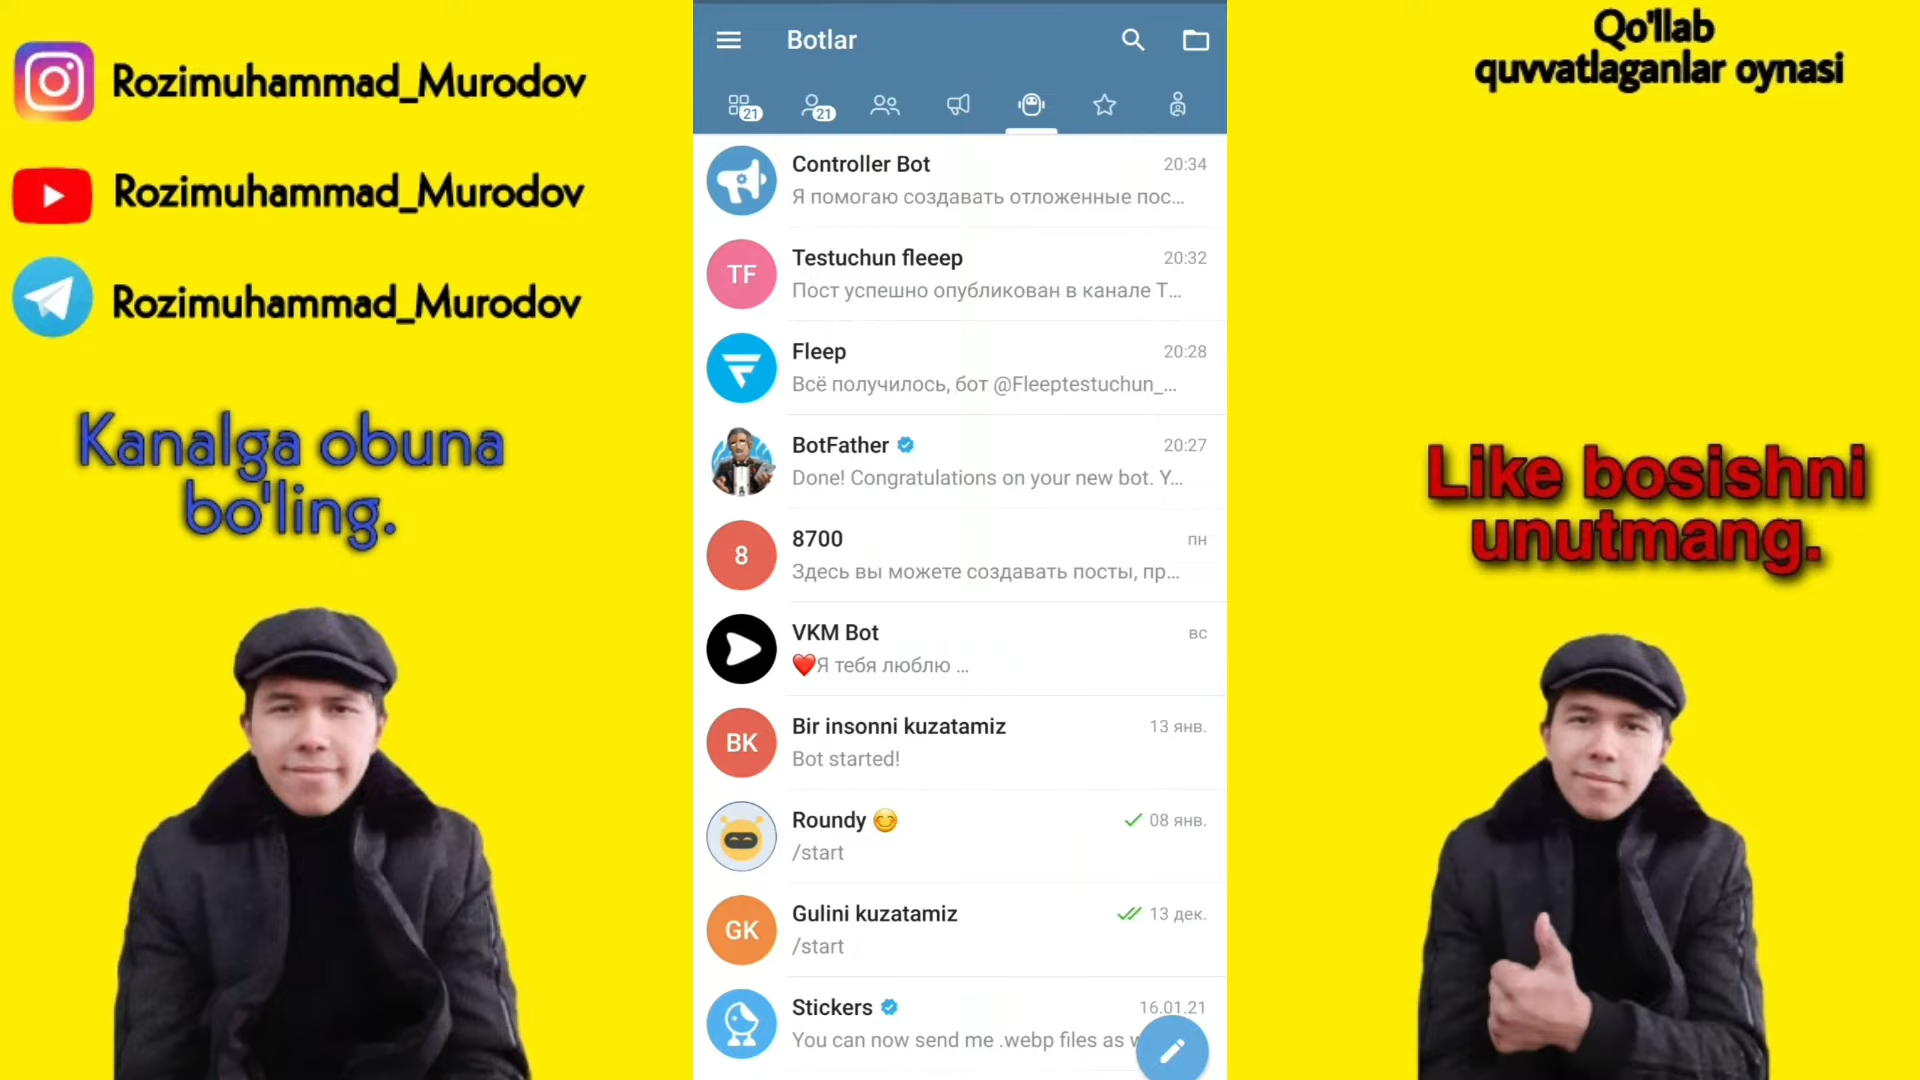 Rozimuhammad_Murodov
Rozimuhammad_Murodov
Rozimuhammad_Murodov
Kanalga obuna
bo'ling.
Botlar
21
21
Controller Bot 20:34
Я помогаю создавать отложенные пос...
TF
Testuchun fleeep 20:32
Пост успешно опубликован в канале Т...
Fleep 20:28
Всё получилось, бот @Fleeptestuchun_...
BotFather 20:27
Done! Congratulations on your new bot. Y...
8
8700 пн
Здесь вы можете создавать посты, пр...
VKM Bot вс
❤️Я тебя люблю ...
BK
Bir insonni kuzatamiz 13 янв.
Bot started!
Roundy 😊 08 янв.
/start
GK
Gulini kuzatamiz 13 дек.
/start
Stickers 16.01.21
You can now send me .webp files as
Qo'llab
quvvatlaganlar oynasi
Like bosishni
unutmang.